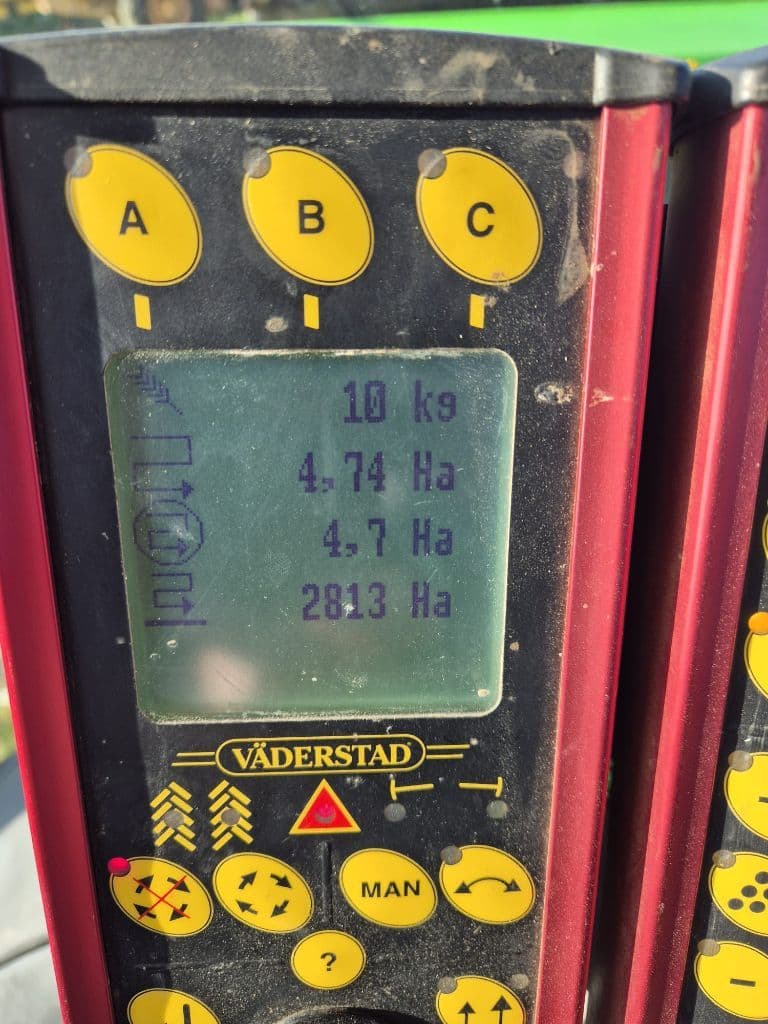 A B C
10 kg
4,74 Ha
4,7 Ha
2813 Ha
VÄDERSTAD
MAN
?